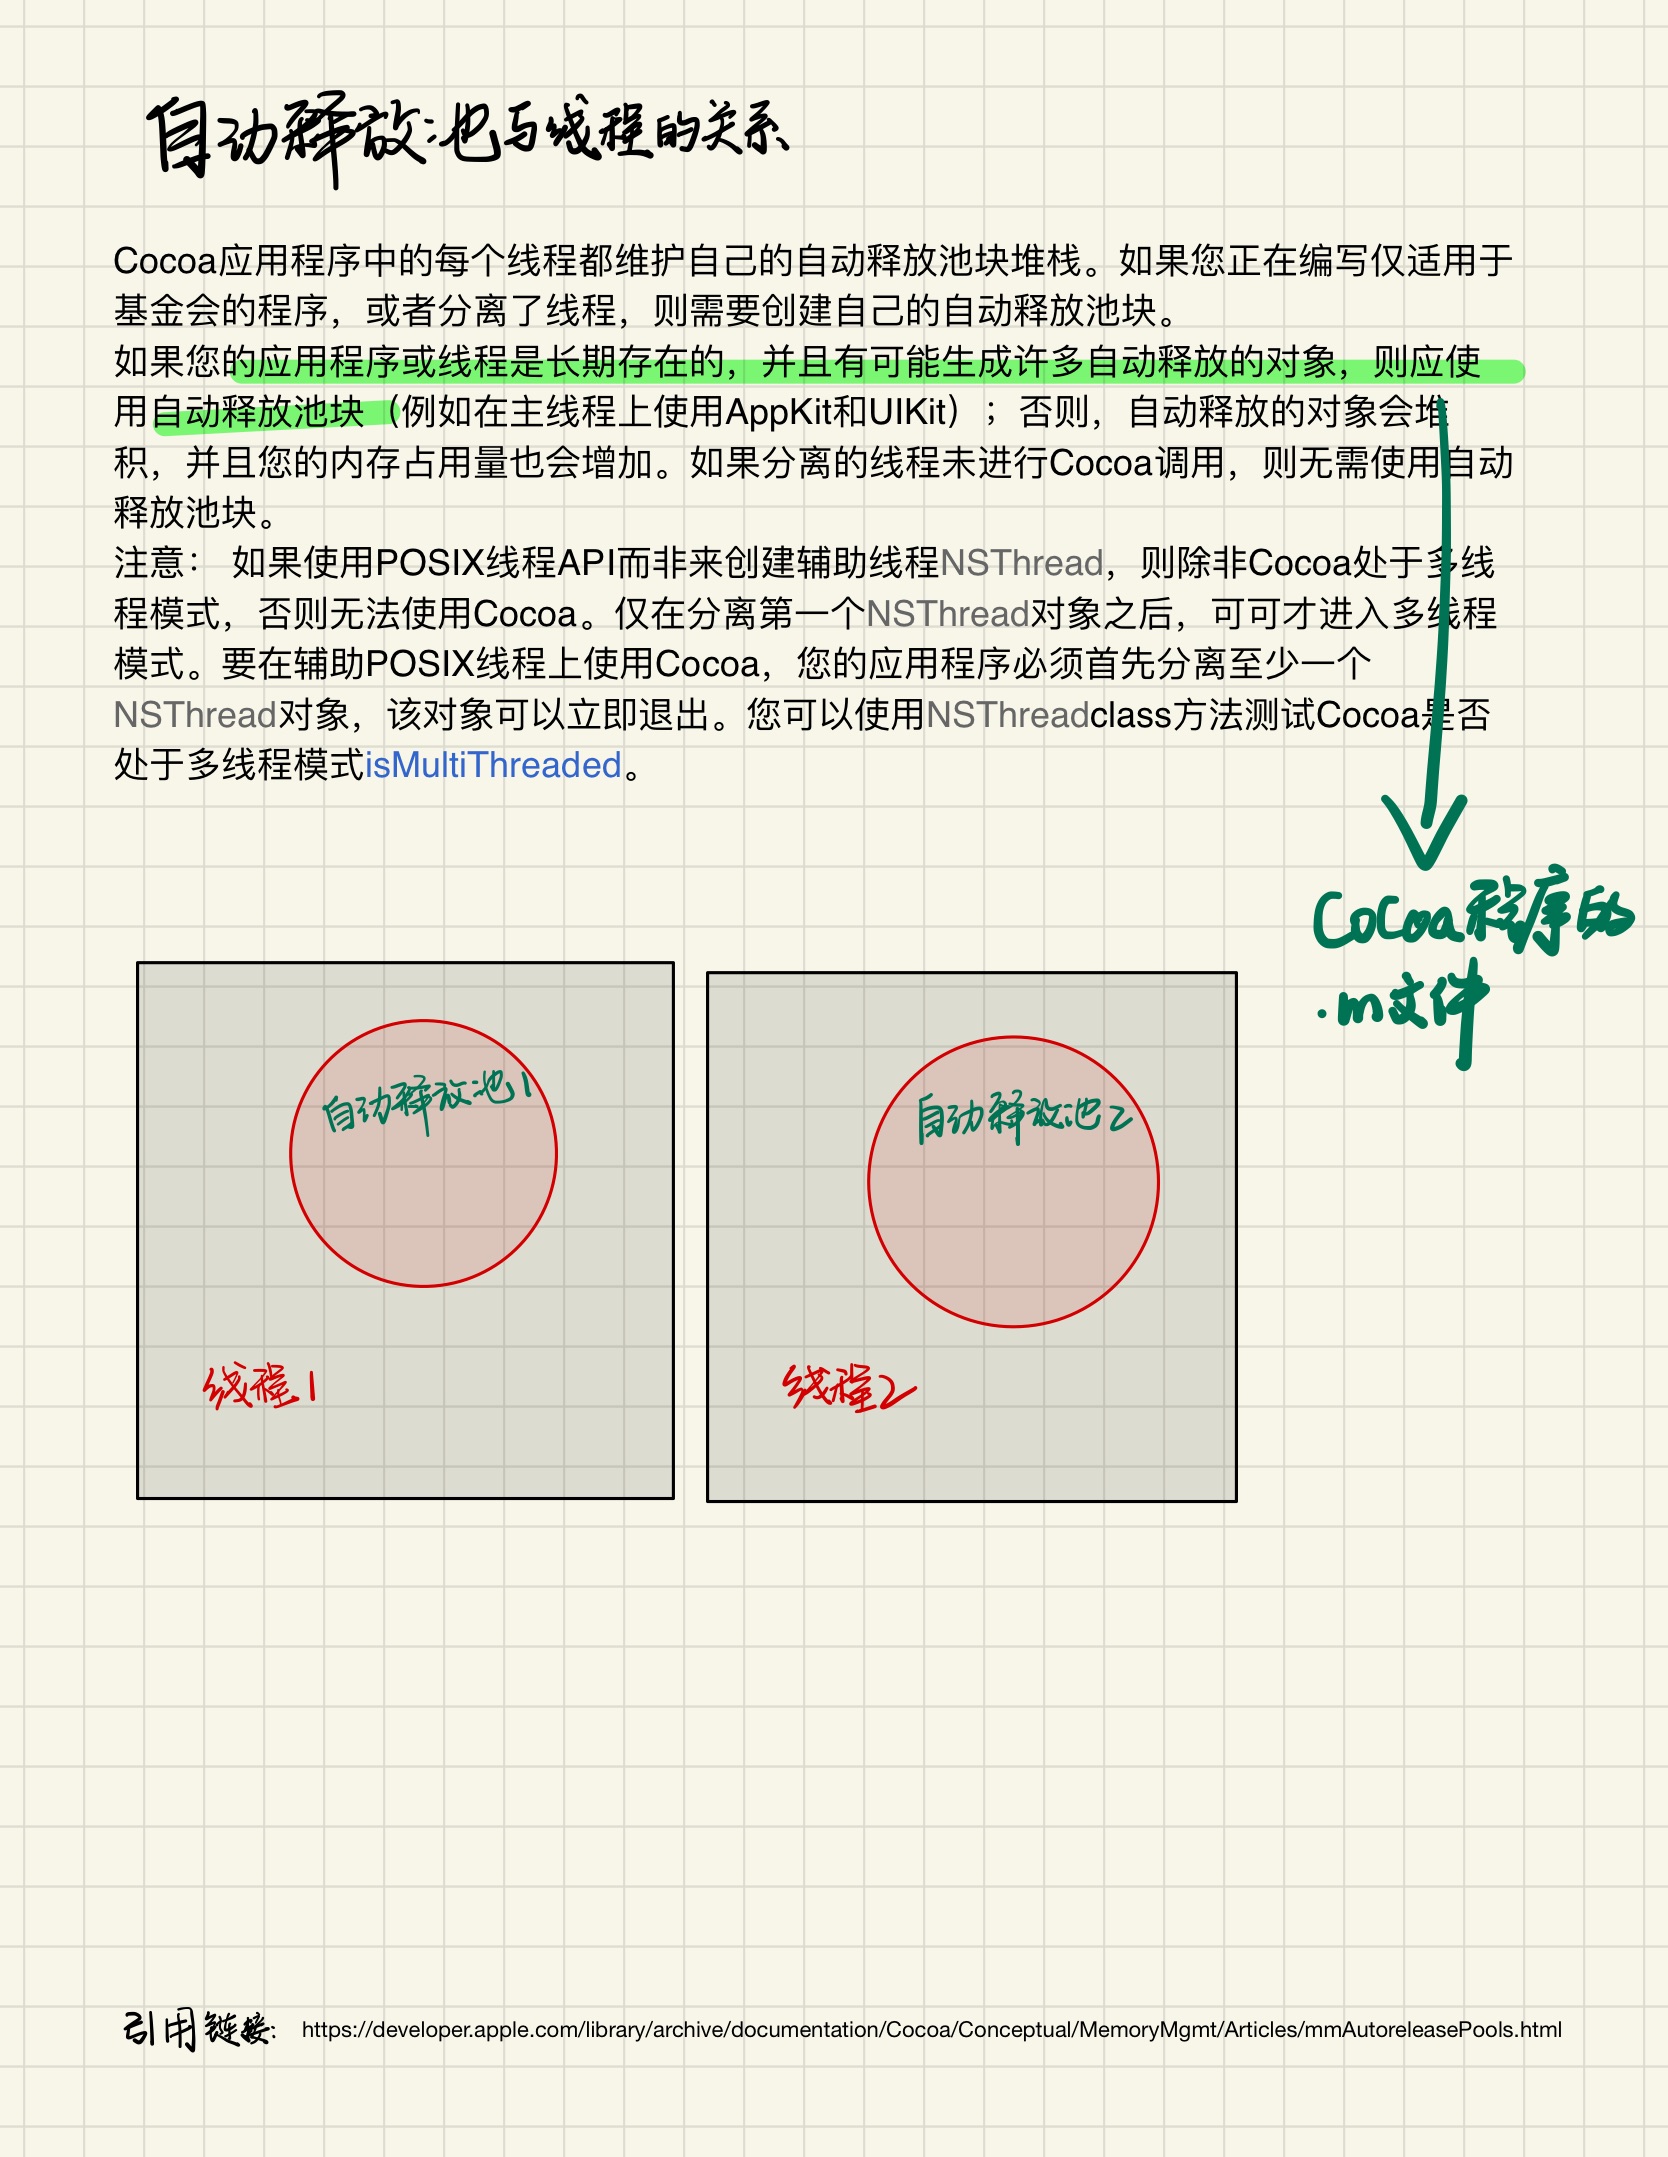 自动释放池与线程的关系
Cocoa应用程序中的每个线程都维护自己的自动释放池块堆栈。如果您正在编写仅适用于
基金会的程序，或者分离了线程，则需要创建自己的自动释放池块。
如果您的应用程序或线程是长期存在的，并且有可能生成许多自动释放的对象，则应使
用自动释放池块（例如在主线程上使用AppKit和UIKit）；否则，自动释放的对象会堆
积，并且您的内存占用量也会增加。如果分离的线程未进行Cocoa调用，则无需使用自动
释放池块。
注意： 如果使用POSIX线程API而非来创建辅助线程NSThread，则除非Cocoa处于多线
程模式，否则无法使用Cocoa。仅在分离第一个NSThread对象之后，可可才进入多线程
模式。要在辅助POSIX线程上使用Cocoa，您的应用程序必须首先分离至少一个
NSThread对象，该对象可以立即退出。您可以使用NSThreadclass方法测试Cocoa是否
处于多线程模式isMultiThreaded。
Cocoa程序的
.m文件
自动释放池1
自动释放池2
线程1
线程2
引用链接： https://developer.apple.com/library/archive/documentation/Cocoa/Conceptual/MemoryMgmt/Articles/mmAutoreleasePools.html